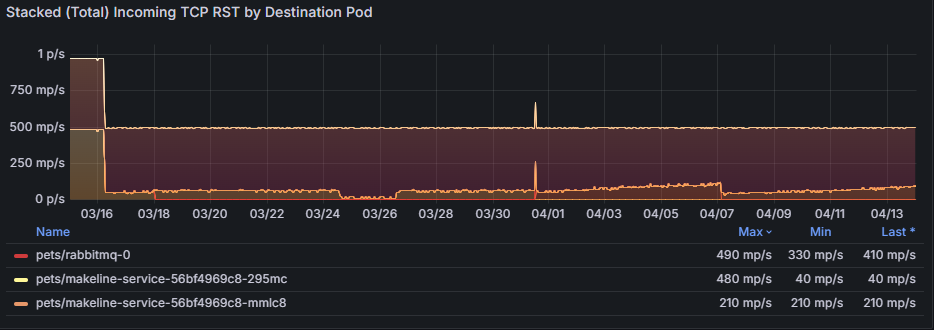 Stacked (Total) Incoming TCP RST by Destination Pod
1 p/s
750 mp/s
500 mp/s
250 mp/s
0 p/s
03/16 03/18 03/20 03/22 03/24 03/26 03/28 03/30 04/01 04/03 04/05 04/07 04/09 04/11 04/13
Name Max Min Last *
pets/rabbitmq-0 490 mp/s 330 mp/s 410 mp/s
pets/makeline-service-56bf4969c8-295mc 480 mp/s 40 mp/s 40 mp/s
pets/makeline-service-56bf4969c8-mmlc8 210 mp/s 210 mp/s 210 mp/s